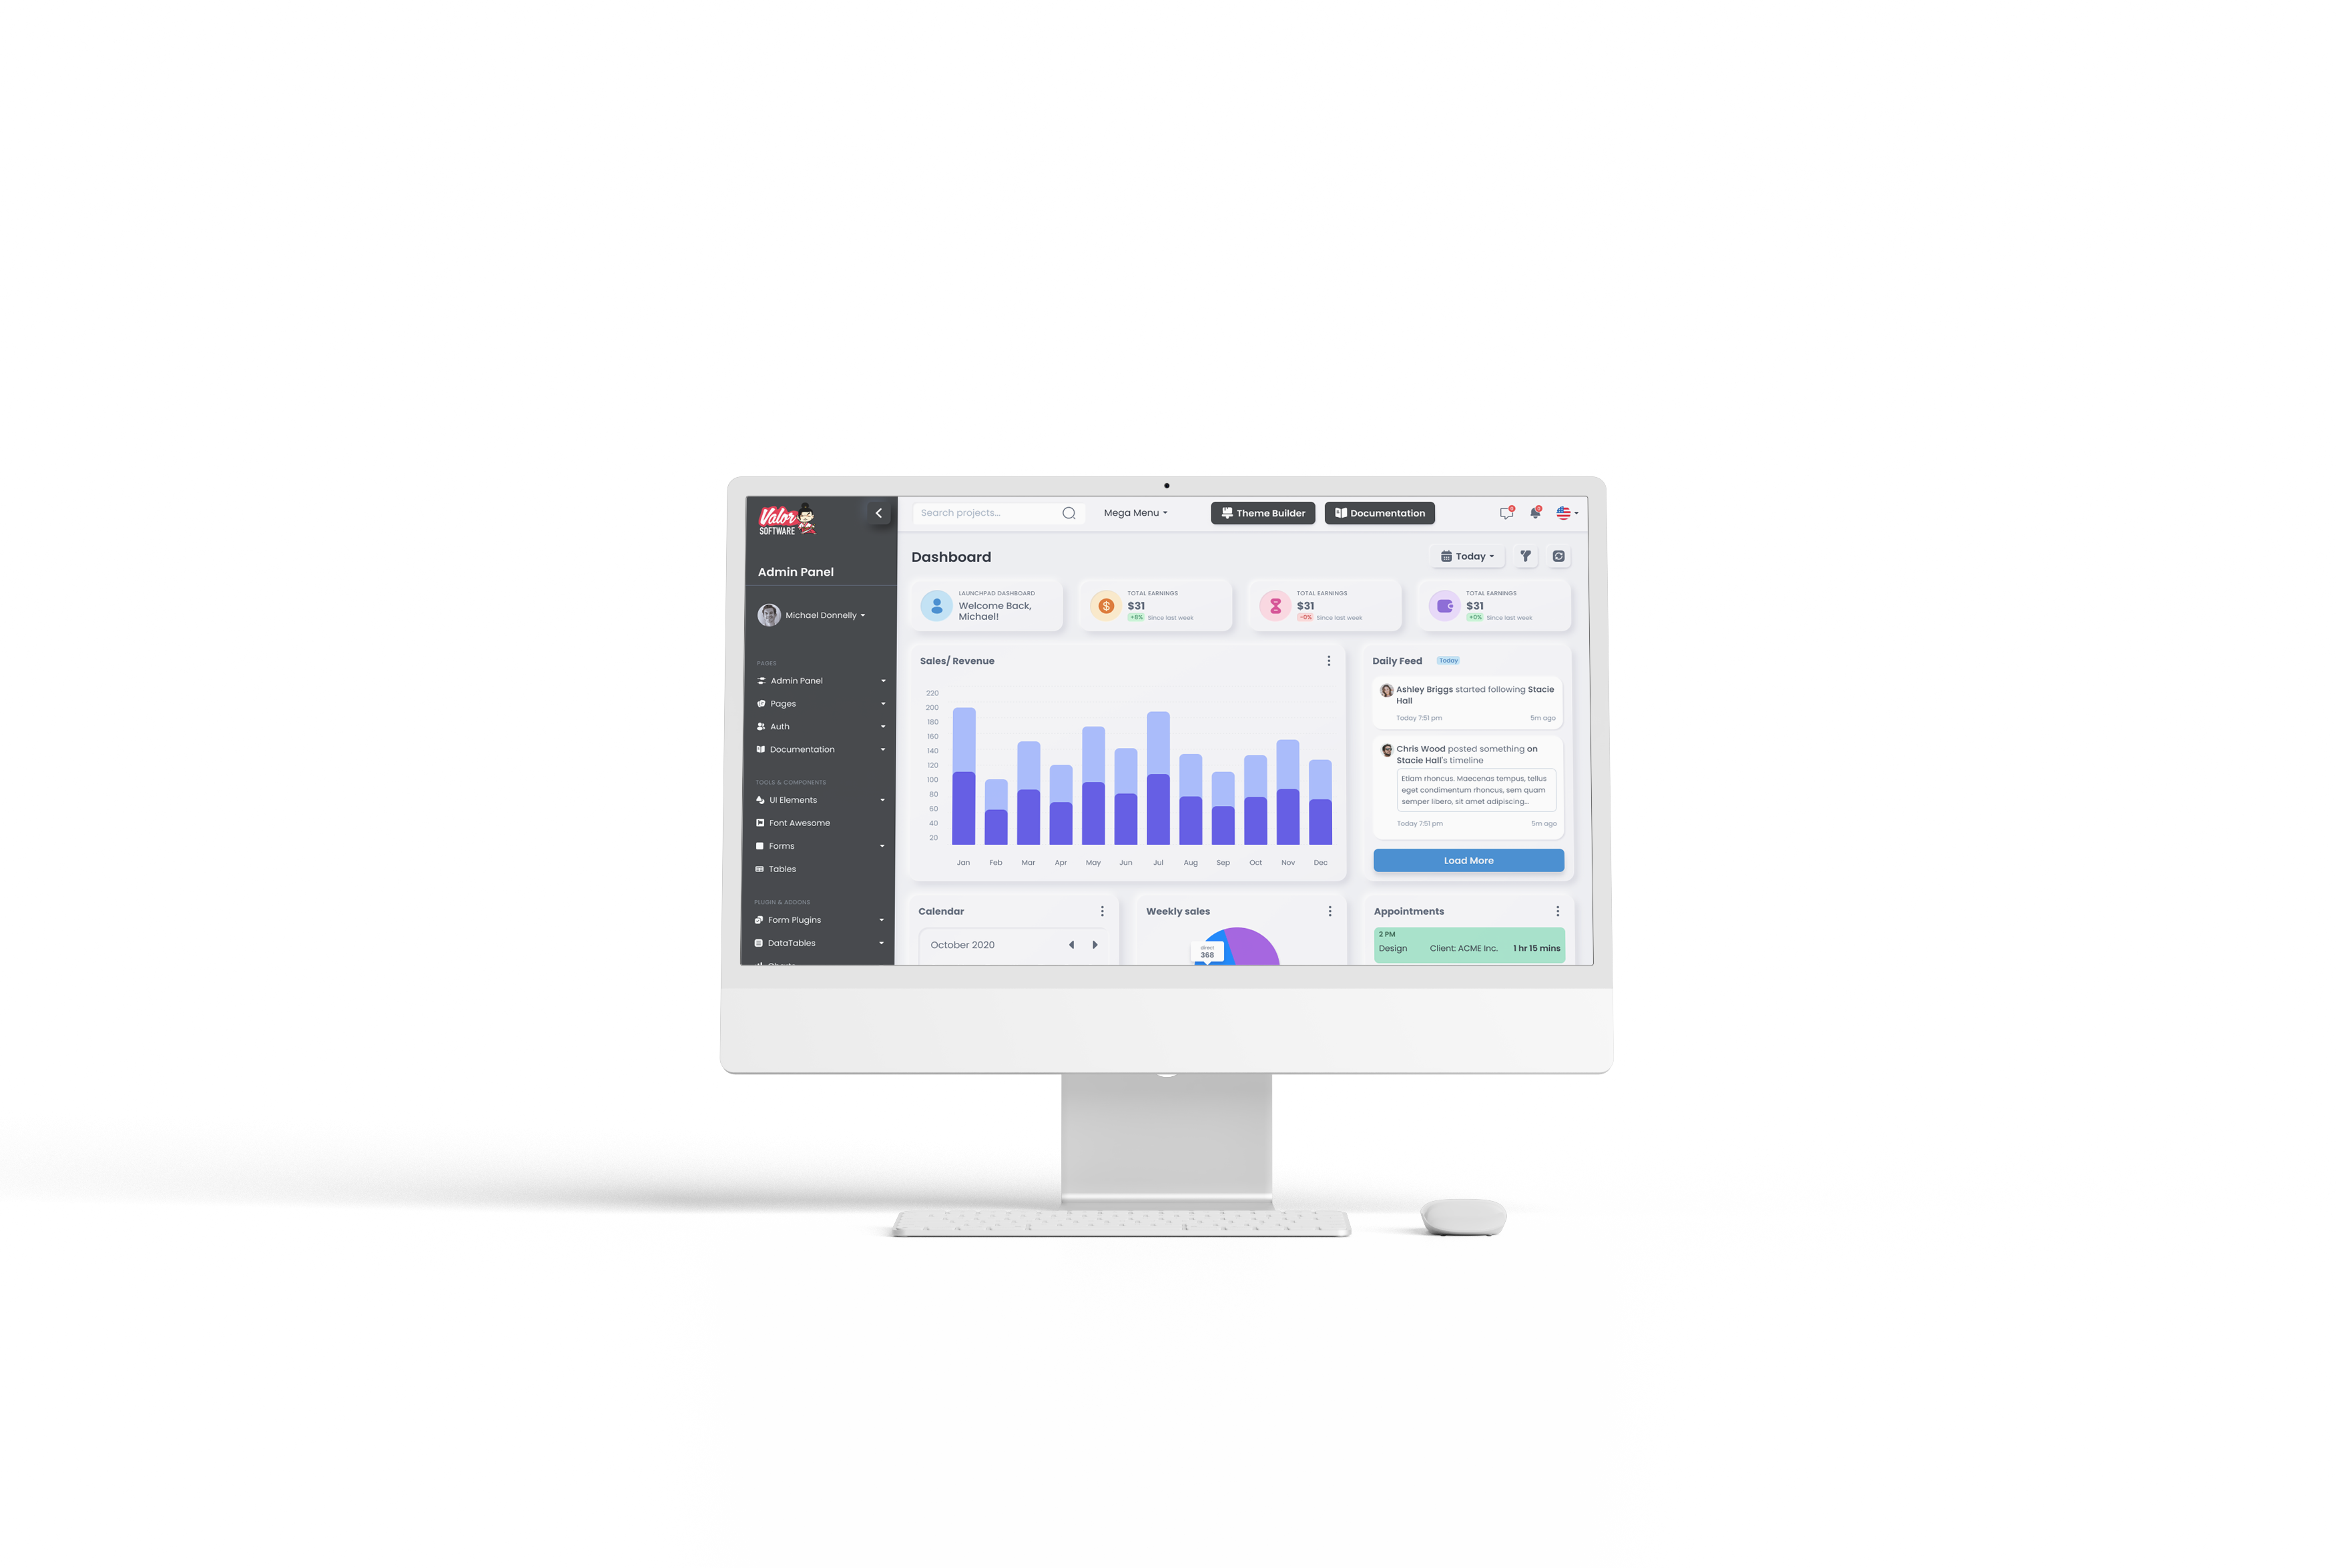 Valor
SOFTWARE
Admin Panel
Michael Donnelly
PAGES
Admin Panel
Pages
Auth
Documentation
TOOLS & COMPONENTS
UI Elements
Font Awesome
Forms
Tables
PLUGIN & ADDONS
Form Plugins
DataTables
Search projects...
Mega Menu
Theme Builder
Documentation
Dashboard
Today
LAUNCHPAD DASHBOARD
Welcome Back,
Michael!
TOTAL EARNINGS
$31
+8% Since last week
TOTAL EARNINGS
$31
-0% Since last week
TOTAL EARNINGS
$31
+0% Since last week
Sales/ Revenue
220
200
180
160
140
120
100
80
60
40
20
Jan Feb Mar Apr May Jun Jul Aug Sep Oct Nov Dec
Daily Feed Today
Ashley Briggs started following Stacie
Hall
Today 7:51 pm 5m ago
Chris Wood posted something on
Stacie Hall's timeline
Etiam rhoncus. Maecenas tempus, tellus
eget condimentum rhoncus, sem quam
semper libero, sit amet adipiscing...
Today 7:51 pm 5m ago
Load More
Calendar
October 2020
Weekly sales
direct
368
Appointments
2 PM
Design Client: ACME Inc. 1 hr 15 mins